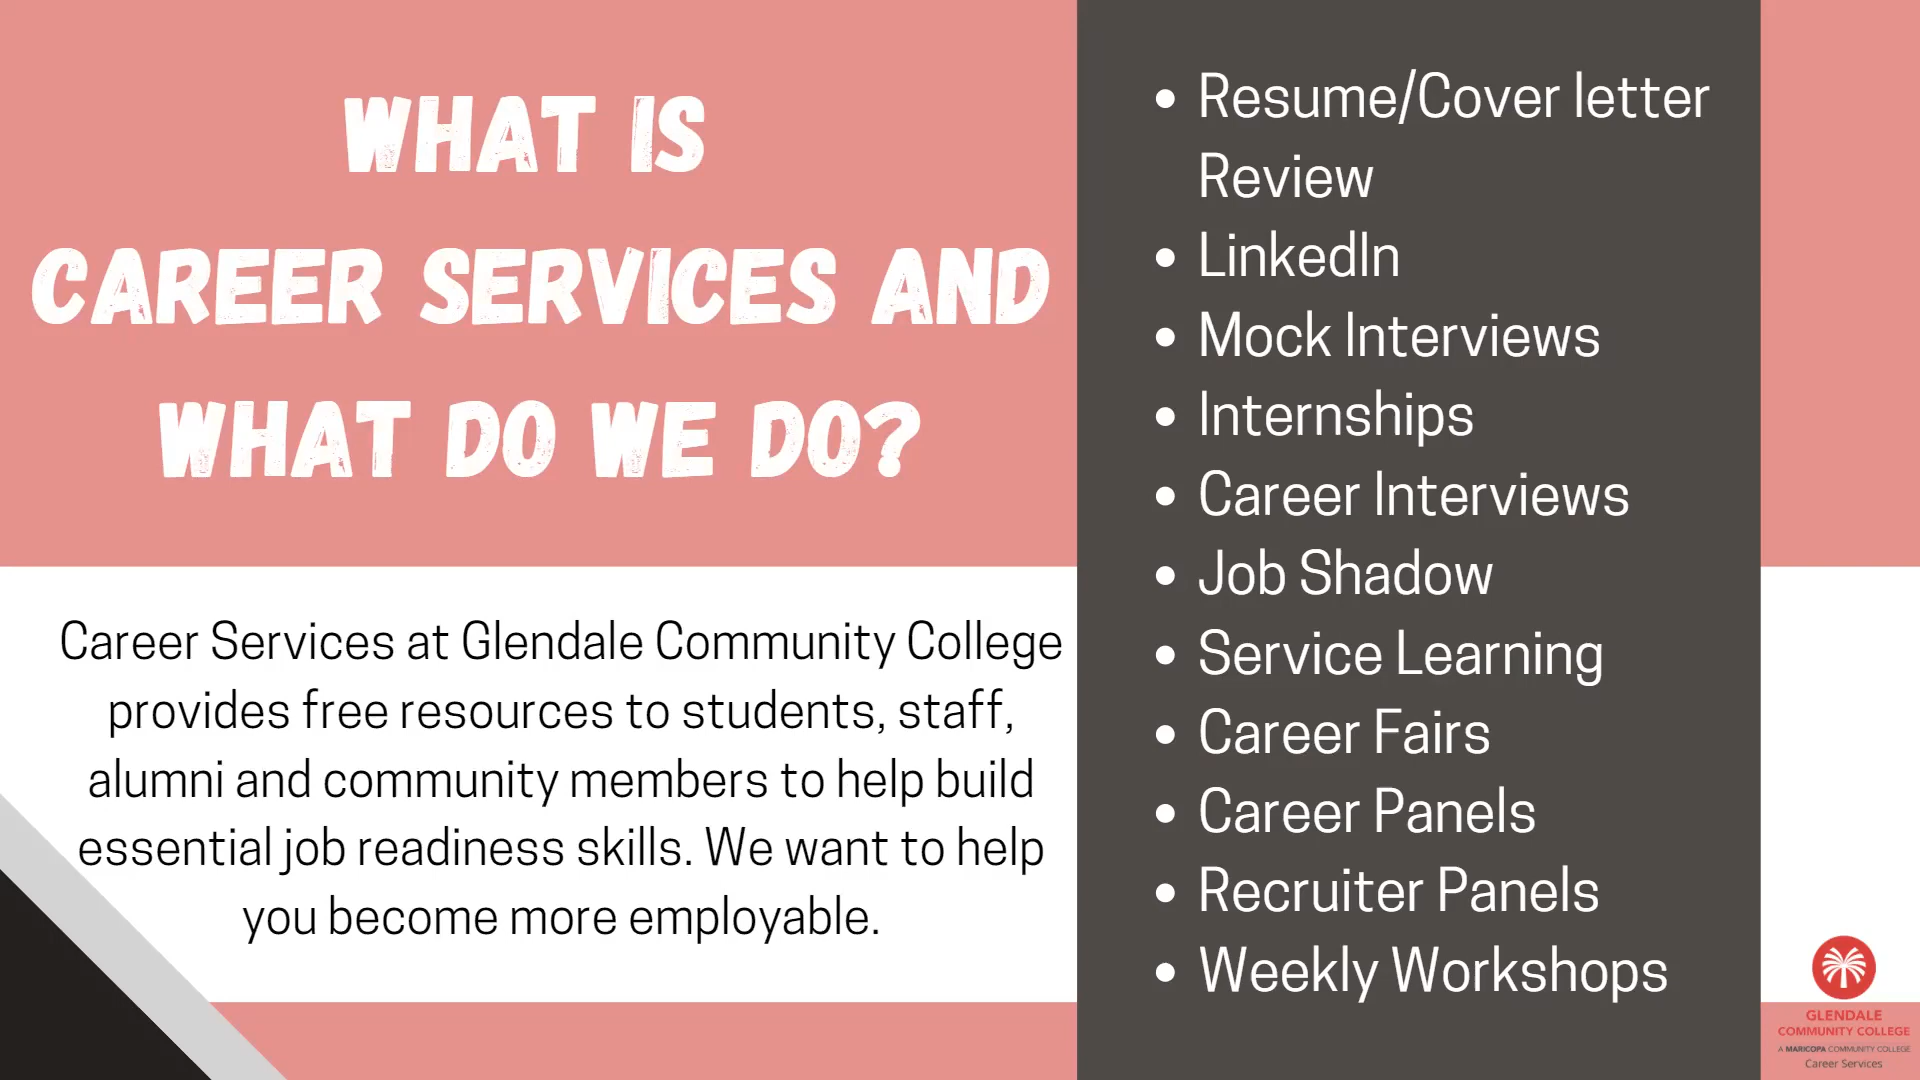 WHAT IS
CAREER SERVICES AND
WHAT DO WE DO?
Career Services at Glendale Community College
provides free resources to students, staff,
alumni and community members to help build
essential job readiness skills. We want to help
you become more employable.
• Resume/Cover letter
Review
• LinkedIn
• Mock Interviews
• Internships
• Career Interviews
• Job Shadow
• Service Learning
• Career Fairs
• Career Panels
• Recruiter Panels
• Weekly Workshops
GLENDALE
COMMUNITY COLLEGE
A MARICOPA COMMUNITY COLLEGE
Career Services